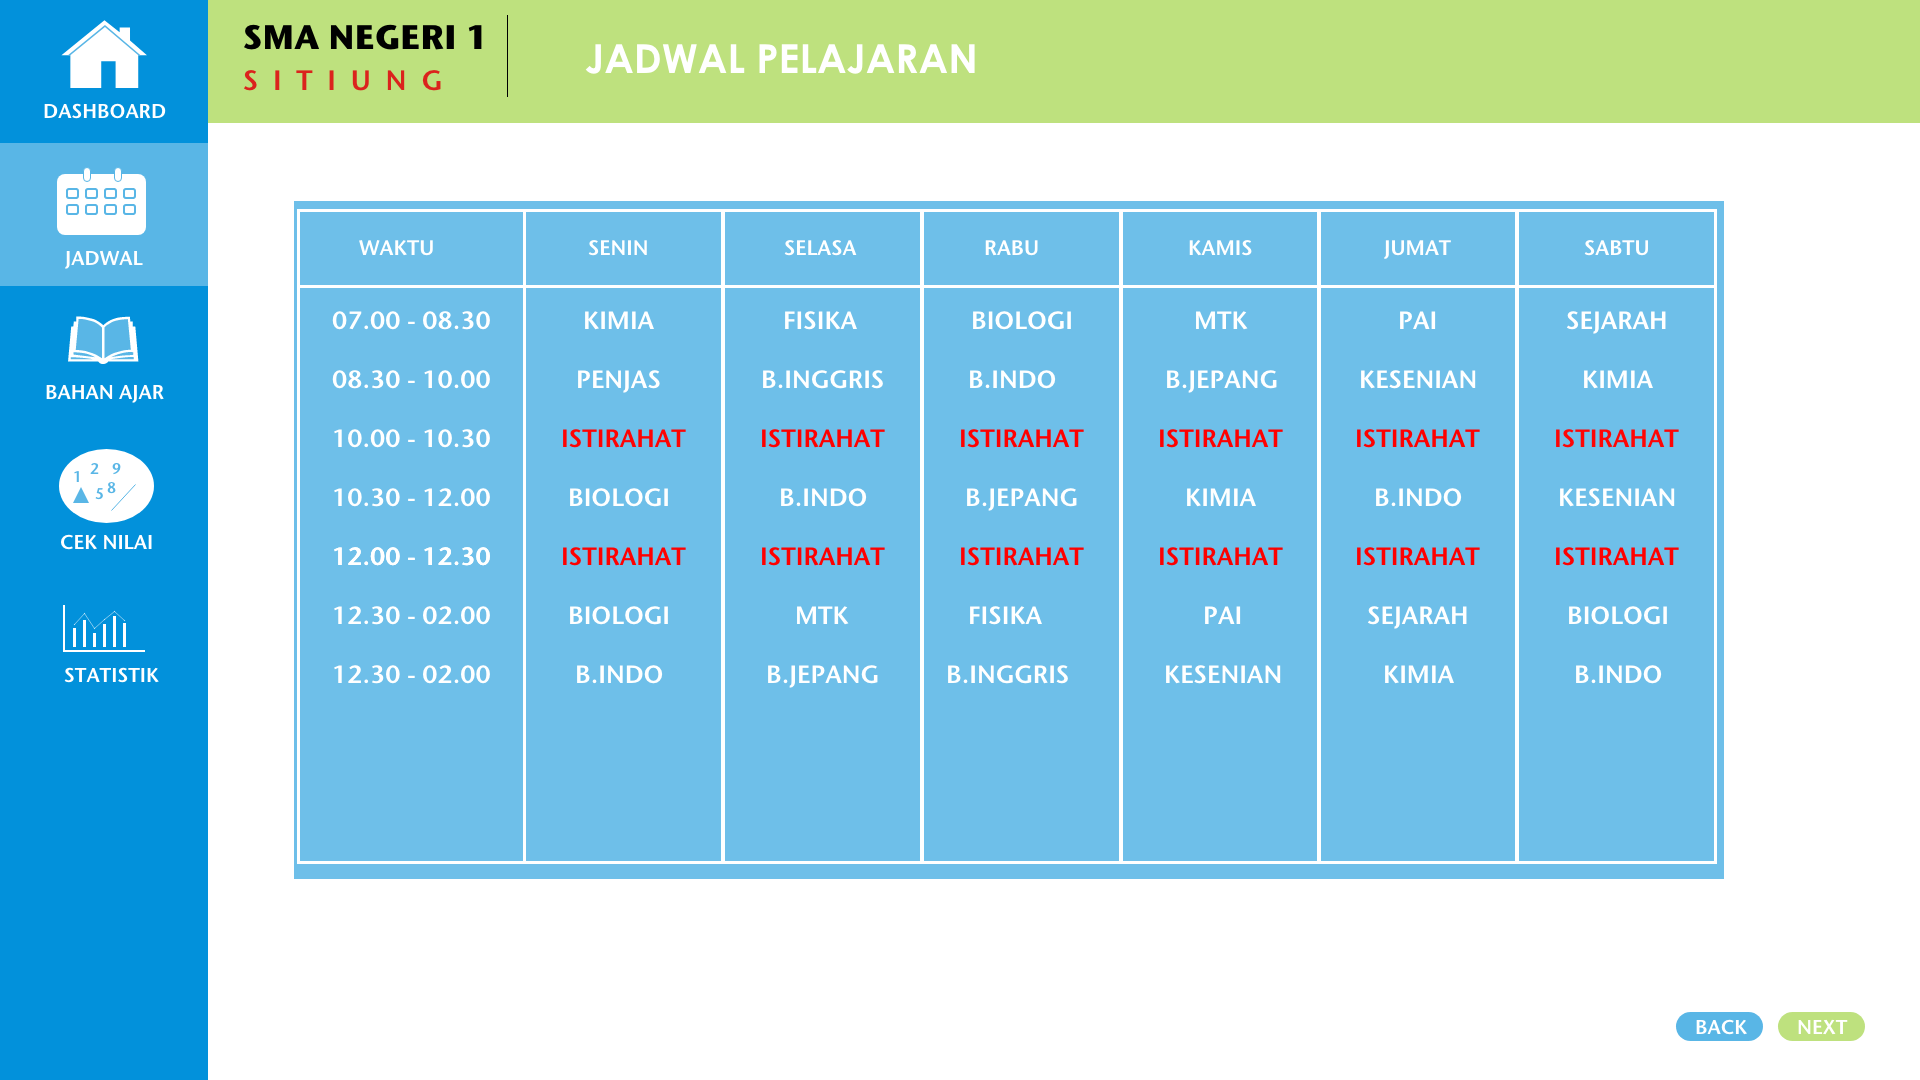 SMA NEGERI 1
SITIUNG
JADWAL PELAJARAN
DASHBOARD
JADWAL
BAHAN AJAR
1 2 9
5 8
CEK NILAI
STATISTIK
WAKTU SENIN SELASA RABU KAMIS JUMAT SABTU
07.00 - 08.30 KIMIA FISIKA BIOLOGI MTK PAI SEJARAH
08.30 - 10.00 PENJAS B.INGGRIS B.INDO B.JEPANG KESENIAN KIMIA
10.00 - 10.30 ISTIRAHAT ISTIRAHAT ISTIRAHAT ISTIRAHAT ISTIRAHAT ISTIRAHAT
10.30 - 12.00 BIOLOGI B.INDO B.JEPANG KIMIA B.INDO KESENIAN
12.00 - 12.30 ISTIRAHAT ISTIRAHAT ISTIRAHAT ISTIRAHAT ISTIRAHAT ISTIRAHAT
12.30 - 02.00 BIOLOGI MTK FISIKA PAI SEJARAH BIOLOGI
12.30 - 02.00 B.INDO B.JEPANG B.INGGRIS KESENIAN KIMIA B.INDO
BACK NEXT